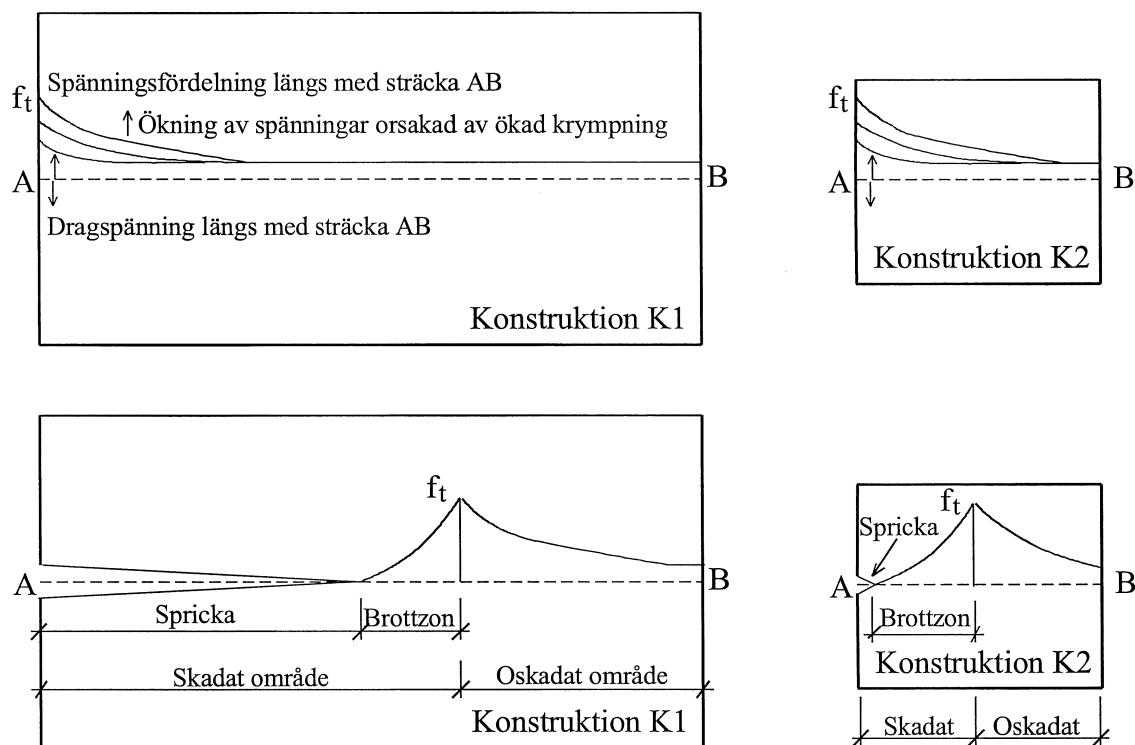 Spänningsfördelning längs med sträcka AB
f_t
Ökning av spänningar orsakad av ökad krympning
A
B
Dragspänning längs med sträcka AB
Konstruktion K1
f_t
A
B
Konstruktion K2
f_t
A
B
Spricka
Brottzon
Skadat område
Oskadat område
Konstruktion K1
f_t
Spricka
A
B
Brottzon
Konstruktion K2
Skadat
Oskadat